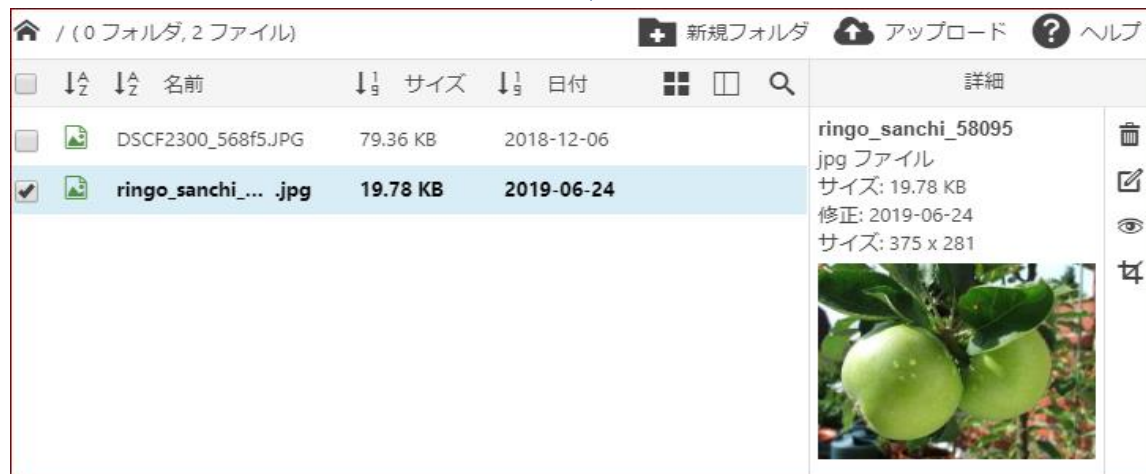 / ( 0 フォルダ, 2 ファイル) 新規フォルダ アップロード ヘルプ
名前 サイズ 日付 詳細
DSCF2300_568f5.JPG 79.36 KB 2018-12-06
ringo_sanchi_... .jpg 19.78 KB 2019-06-24
ringo_sanchi_58095
jpg ファイル
サイズ: 19.78 KB
修正: 2019-06-24
サイズ: 375 x 281